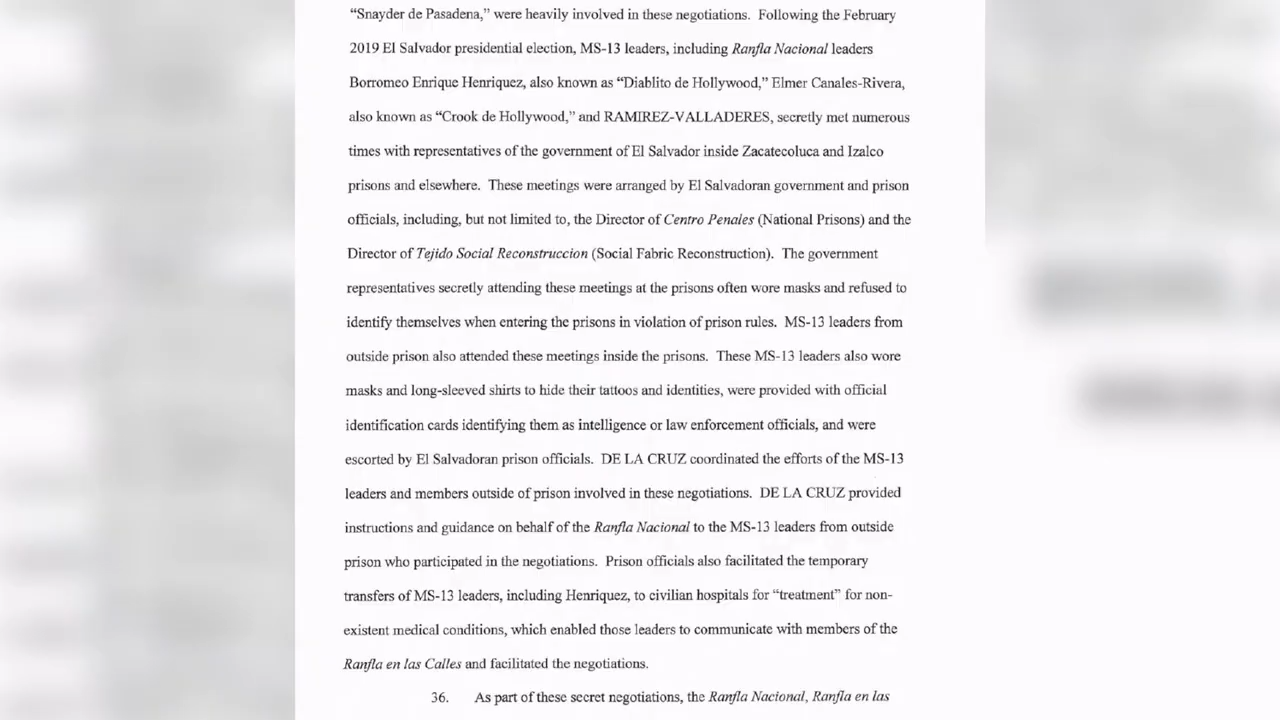 “Snayder de Pasadena,” were heavily involved in these negotiations. Following the February
2019 El Salvador presidential election, MS-13 leaders, including Ranfla Nacional leaders
Borromeo Enrique Henriquez, also known as “Diablito de Hollywood,” Elmer Canales-Rivera,
also known as “Crook de Hollywood,” and RAMIREZ-VALLADERES, secretly met numerous
times with representatives of the government of El Salvador inside Zacatecoluca and Izalco
prisons and elsewhere. These meetings were arranged by El Salvadoran government and prison
officials, including, but not limited to, the Director of Centro Penales (National Prisons) and the
Director of Tejido Social Reconstruccion (Social Fabric Reconstruction). The government
representatives secretly attending these meetings at the prisons often wore masks and refused to
identify themselves when entering the prisons in violation of prison rules. MS-13 leaders from
outside prison also attended these meetings inside the prisons. These MS-13 leaders also wore
masks and long-sleeved shirts to hide their tattoos and identities, were provided with official
identification cards identifying them as intelligence or law enforcement officials, and were
escorted by El Salvadoran prison officials. DE LA CRUZ coordinated the efforts of the MS-13
leaders and members outside of prison involved in these negotiations. DE LA CRUZ provided
instructions and guidance on behalf of the Ranfla Nacional to the MS-13 leaders from outside
prison who participated in the negotiations. Prison officials also facilitated the temporary
transfers of MS-13 leaders, including Henriquez, to civilian hospitals for “treatment” for non-
existent medical conditions, which enabled those leaders to communicate with members of the
Ranfla en las Calles and facilitated the negotiations.
36. As part of these secret negotiations, the Ranfla Nacional, Ranfla en las